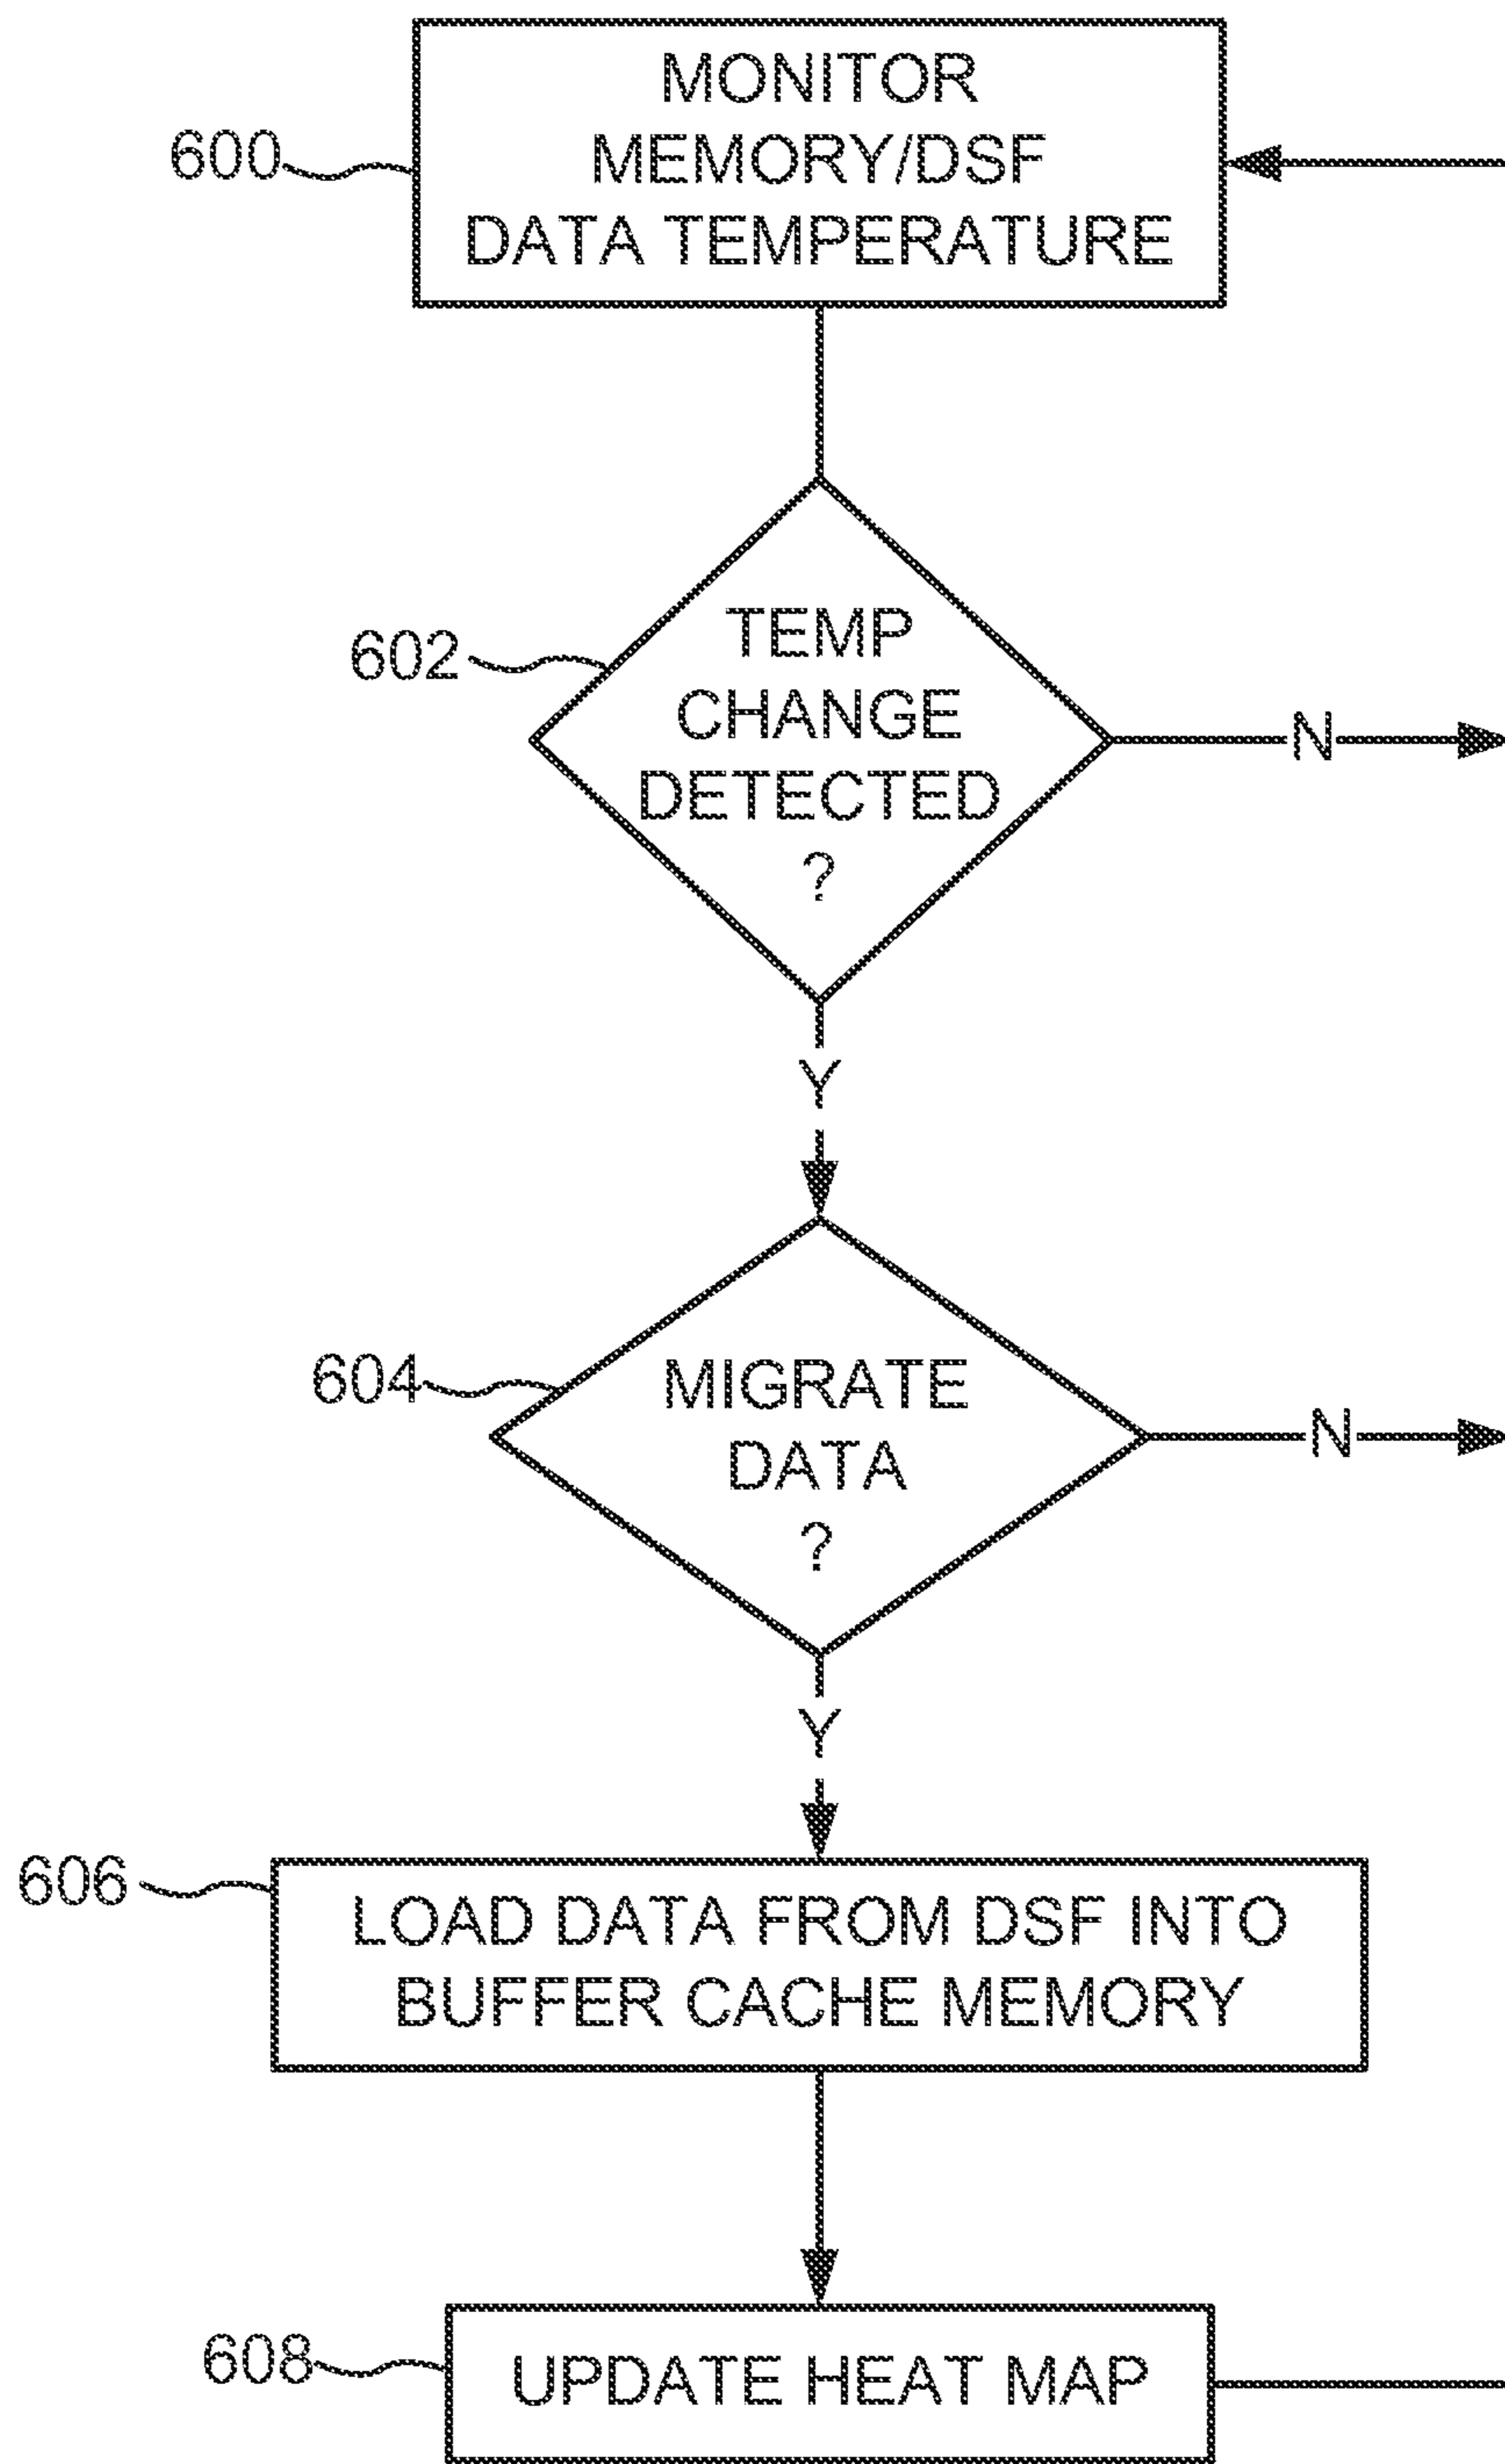 MONITOR
MEMORY/DSF
DATA TEMPERATURE
600
TEMP
CHANGE
DETECTED
?
602
N
Y
MIGRATE
DATA
?
604
N
Y
606
LOAD DATA FROM DSF INTO
BUFFER CACHE MEMORY
608
UPDATE HEAT MAP